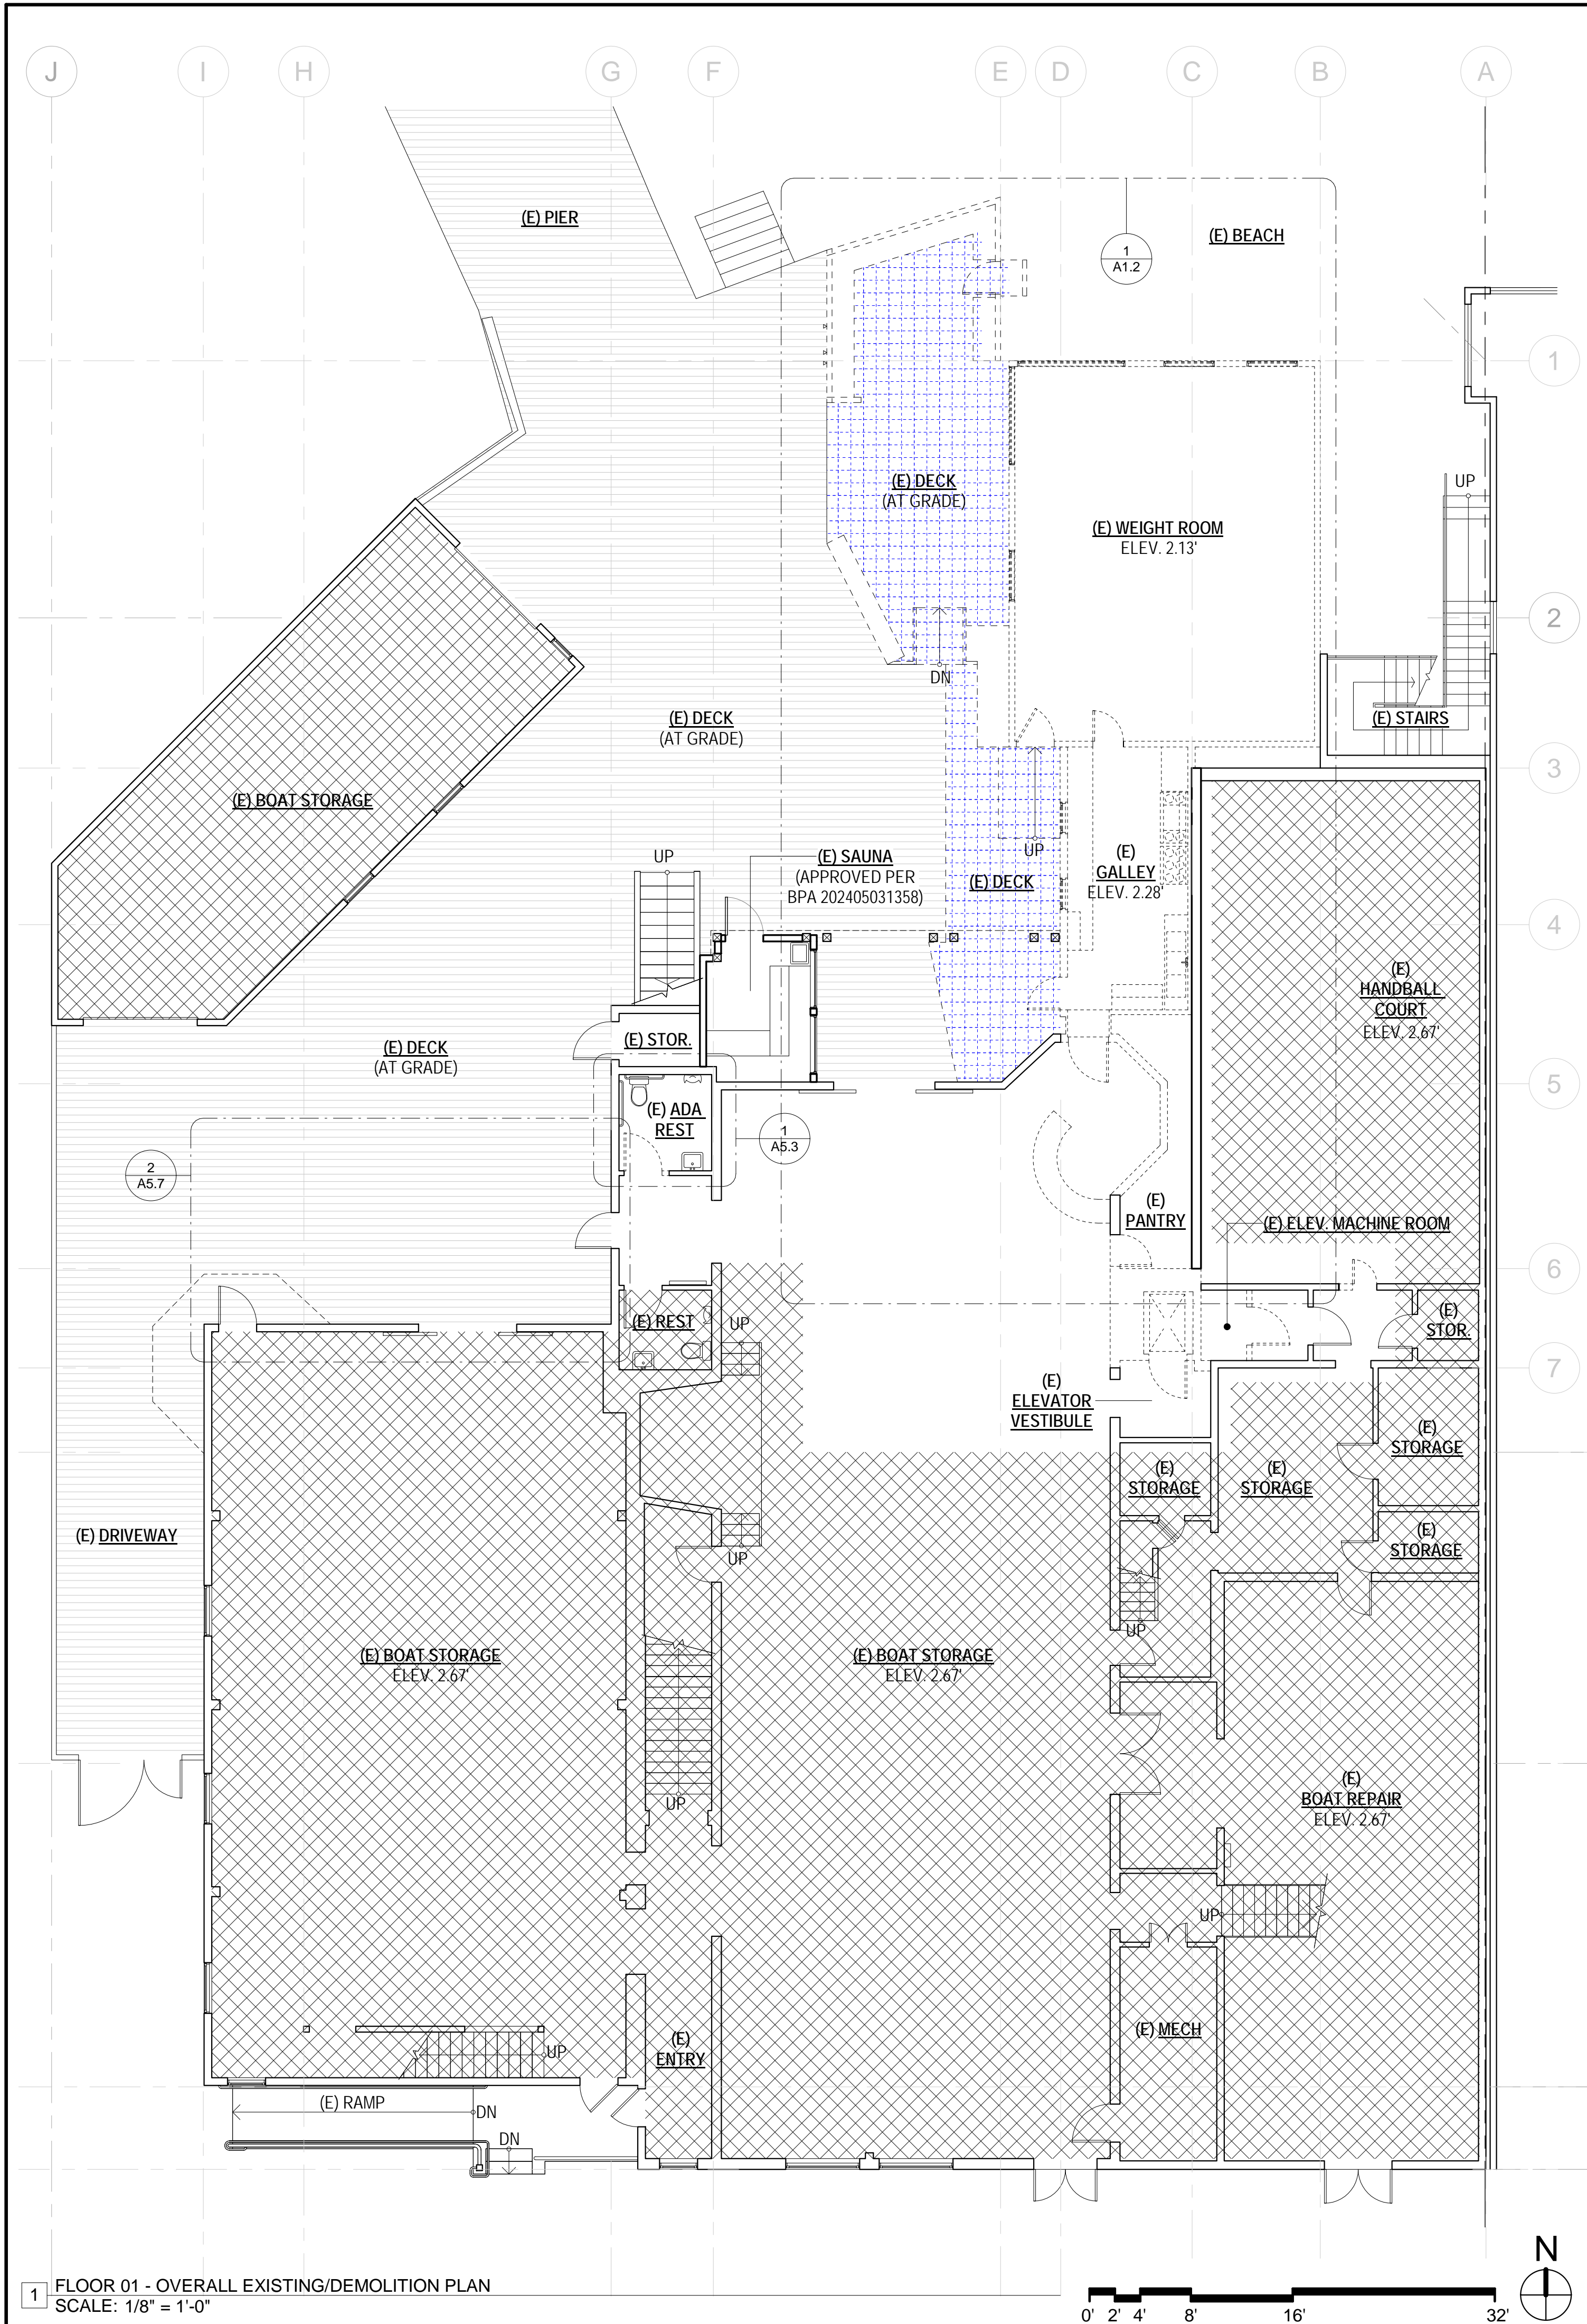 J
I
H
G
F
E
D
C
B
A
(E) PIER
(E) BEACH
1
A1.2
1
(E) DECK
(AT GRADE)
UP
(E) WEIGHT ROOM
ELEV. 2.13'
2
DN
(E) DECK
(AT GRADE)
(E) STAIRS
3
(E) BOAT STORAGE
UP
(E) SAUNA
(APPROVED PER
BPA 202405031358)
UP
(E) DECK
(E)
GALLEY
ELEV. 2.28'
4
(E)
HANDBALL
COURT
ELEV. 2.67'
(E) STOR.
(E) DECK
(AT GRADE)
5
(E) ADA
REST
1
A5.3
2
A5.7
(E)
PANTRY
(E) ELEV. MACHINE ROOM
6
(E) REST
UP
(E)
STOR.
7
(E)
ELEVATOR
VESTIBULE
(E)
STORAGE
(E)
STORAGE
(E)
STORAGE
(E) DRIVEWAY
UP
(E)
STORAGE
UP
(E) BOAT STORAGE
ELEV. 2.67'
(E) BOAT STORAGE
ELEV. 2.67'
UP
(E)
BOAT REPAIR
ELEV. 2.67'
UP
(E)
ENTRY
(E) MECH
UP
(E) RAMP
DN
DN
N
1
FLOOR 01 - OVERALL EXISTING/DEMOLITION PLAN
SCALE: 1/8" = 1'-0"
0' 2' 4' 8' 16' 32'